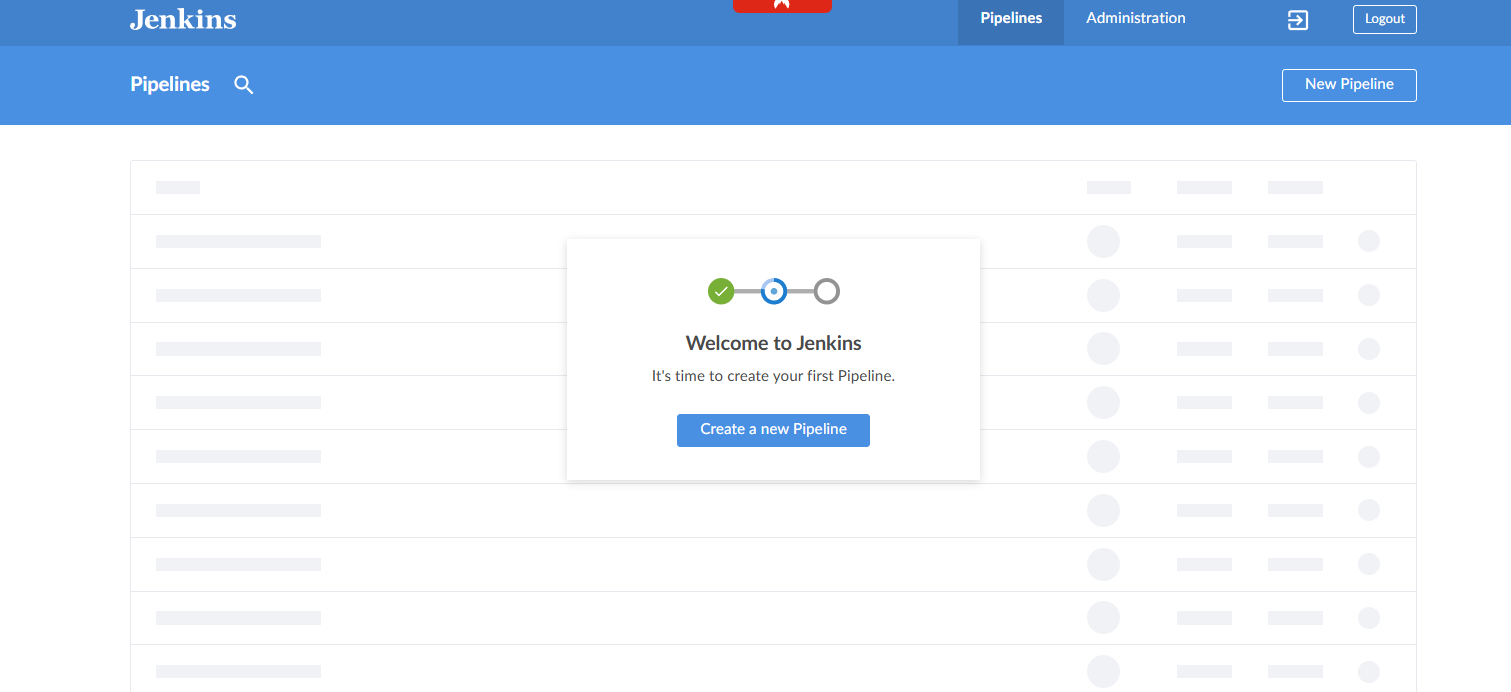 Jenkins
Pipelines
Administration
Logout
Pipelines
New Pipeline
Welcome to Jenkins
It's time to create your first Pipeline.
Create a new Pipeline